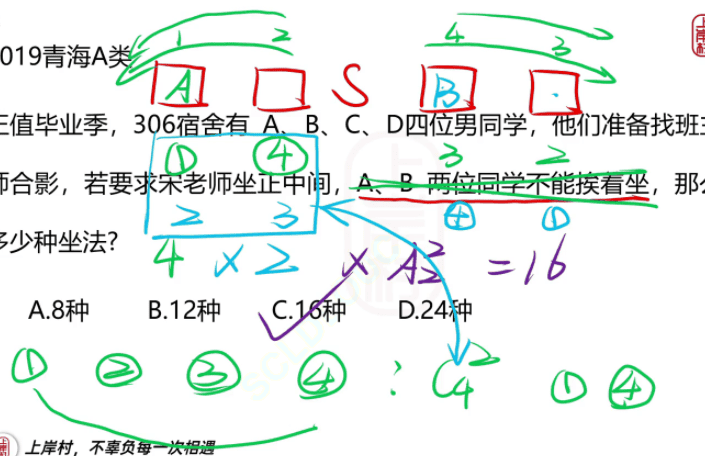 1 2 4 3
019青海A类
A S B
正值毕业季，306宿舍有 A、B、C、D四位男同学，他们准备找班主
① ④ 3 2
师合影，若要求宋老师坐正中间，A、B 两位同学不能挨着坐，那么
2 3 ④ ①
多少种坐法？
4 × 2 × A₂² =16
A.8种 B.12种 C.16种 D.24种
① ② ③ ④ : C₄² ① ④
上岸村，不辜负每一次相遇